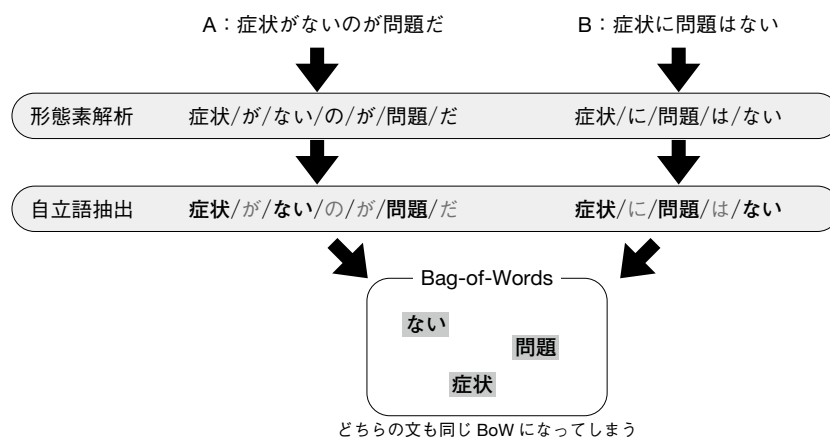 A：症状がないのが問題だ B：症状に問題はない
形態素解析 症状/が/ない/の/が/問題/だ 症状/に/問題/は/ない
自立語抽出 症状/が/ない/の/が/問題/だ 症状/に/問題/は/ない
Bag-of-Words
ない
問題
症状
どちらの文も同じ BoW になってしまう